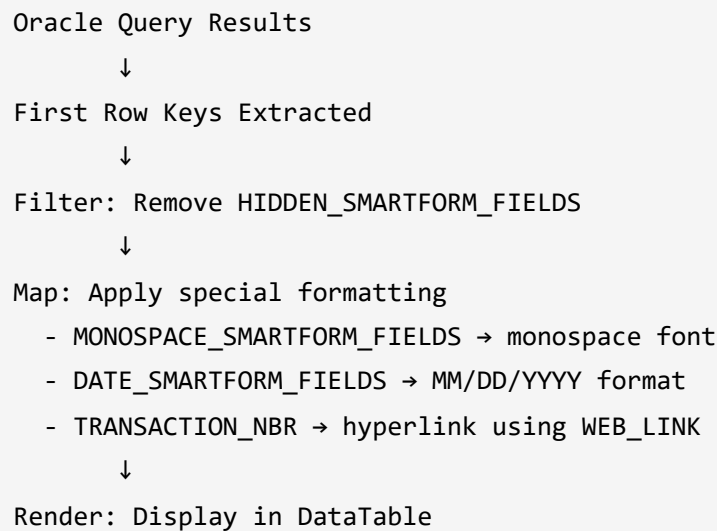 Oracle Query Results
↓
First Row Keys Extracted
↓
Filter: Remove HIDDEN_SMARTFORM_FIELDS
↓
Map: Apply special formatting
- MONOSPACE_SMARTFORM_FIELDS → monospace font
- DATE_SMARTFORM_FIELDS → MM/DD/YYYY format
- TRANSACTION_NBR → hyperlink using WEB_LINK
↓
Render: Display in DataTable